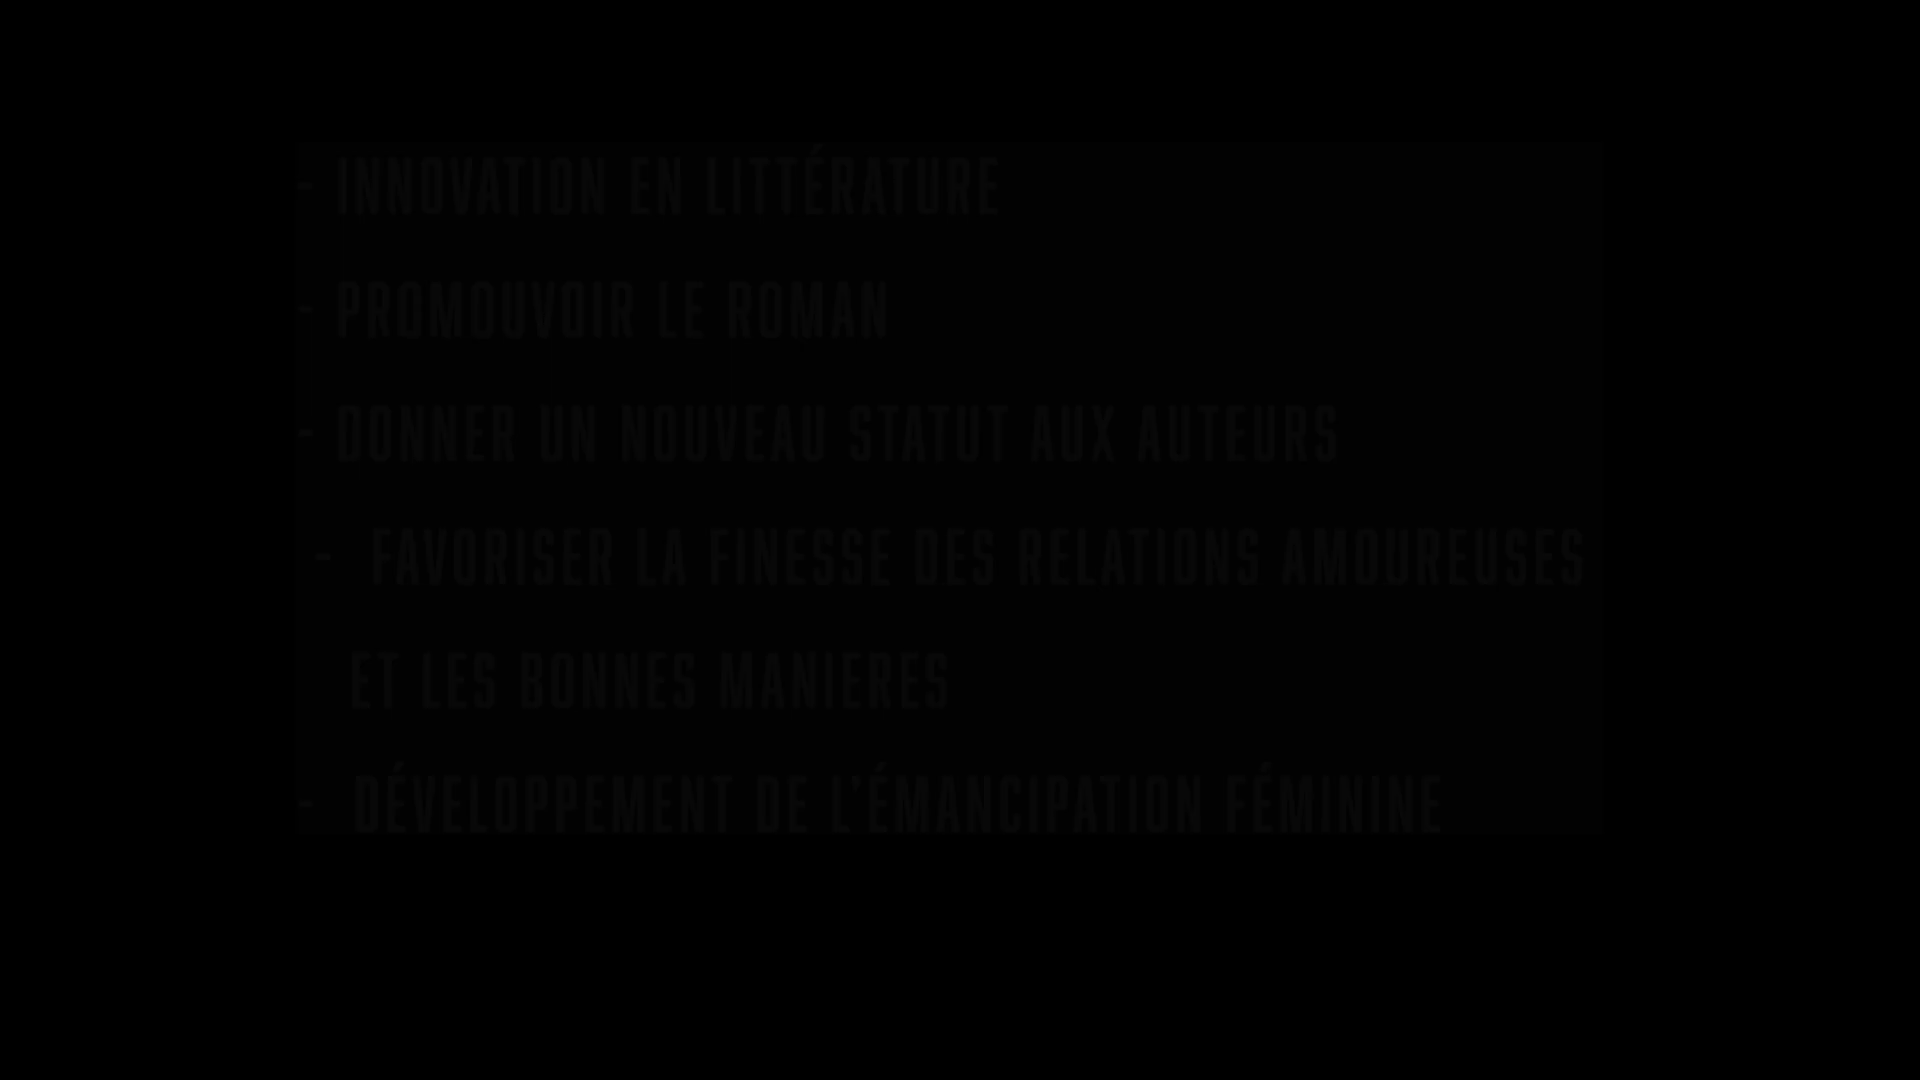 - INNOVATION EN LITTÉRATURE
- PROMOUVOIR LE ROMAN
- DONNER UN NOUVEAU STATUT AUX AUTEURS
- FAVORISER LA FINESSE DES RELATIONS AMOUREUSES
ET LES BONNES MANIERES
- DÉVELOPPEMENT DE L'ÉMANCIPATION FÉMININE